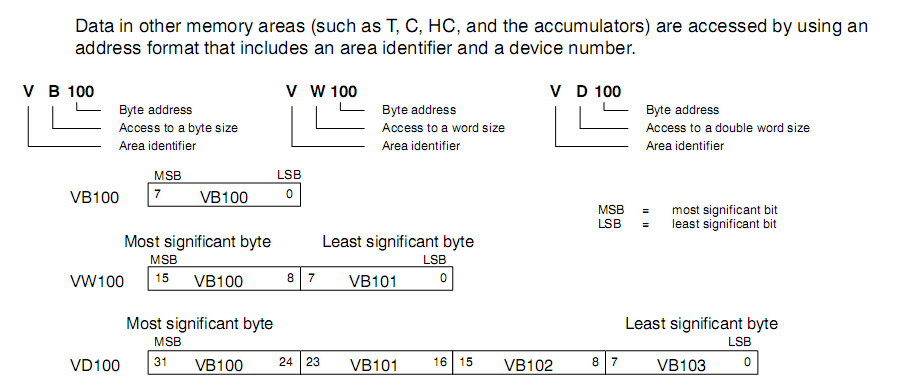 Data in other memory areas (such as T, C, HC, and the accumulators) are accessed by using an
address format that includes an area identifier and a device number.
V B 100 V W 100 V D 100
Byte address Byte address Byte address
Access to a byte size Access to a word size Access to a double word size
Area identifier Area identifier Area identifier
MSB LSB
VB100 7 VB100 0
MSB = most significant bit
LSB = least significant bit
Most significant byte Least significant byte
MSB LSB
VW100 15 VB100 8 7 VB101 0
Most significant byte Least significant byte
MSB LSB
VD100 31 VB100 24 23 VB101 16 15 VB102 8 7 VB103 0